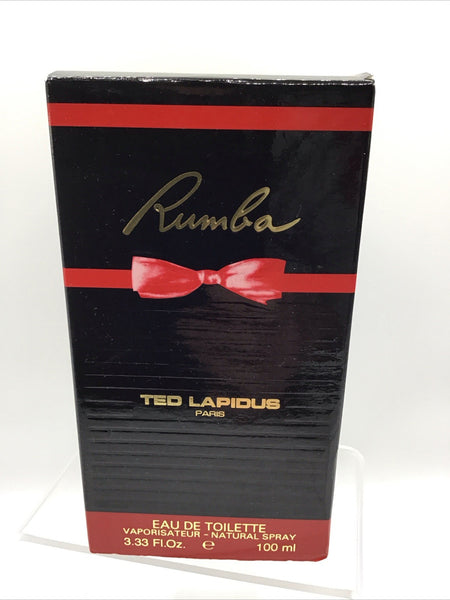 Rumba
TED LAPIDUS
PARIS
EAU DE TOILETTE
VAPORISATEUR - NATURAL SPRAY
3.33 Fl.Oz. ℮ 100 ml